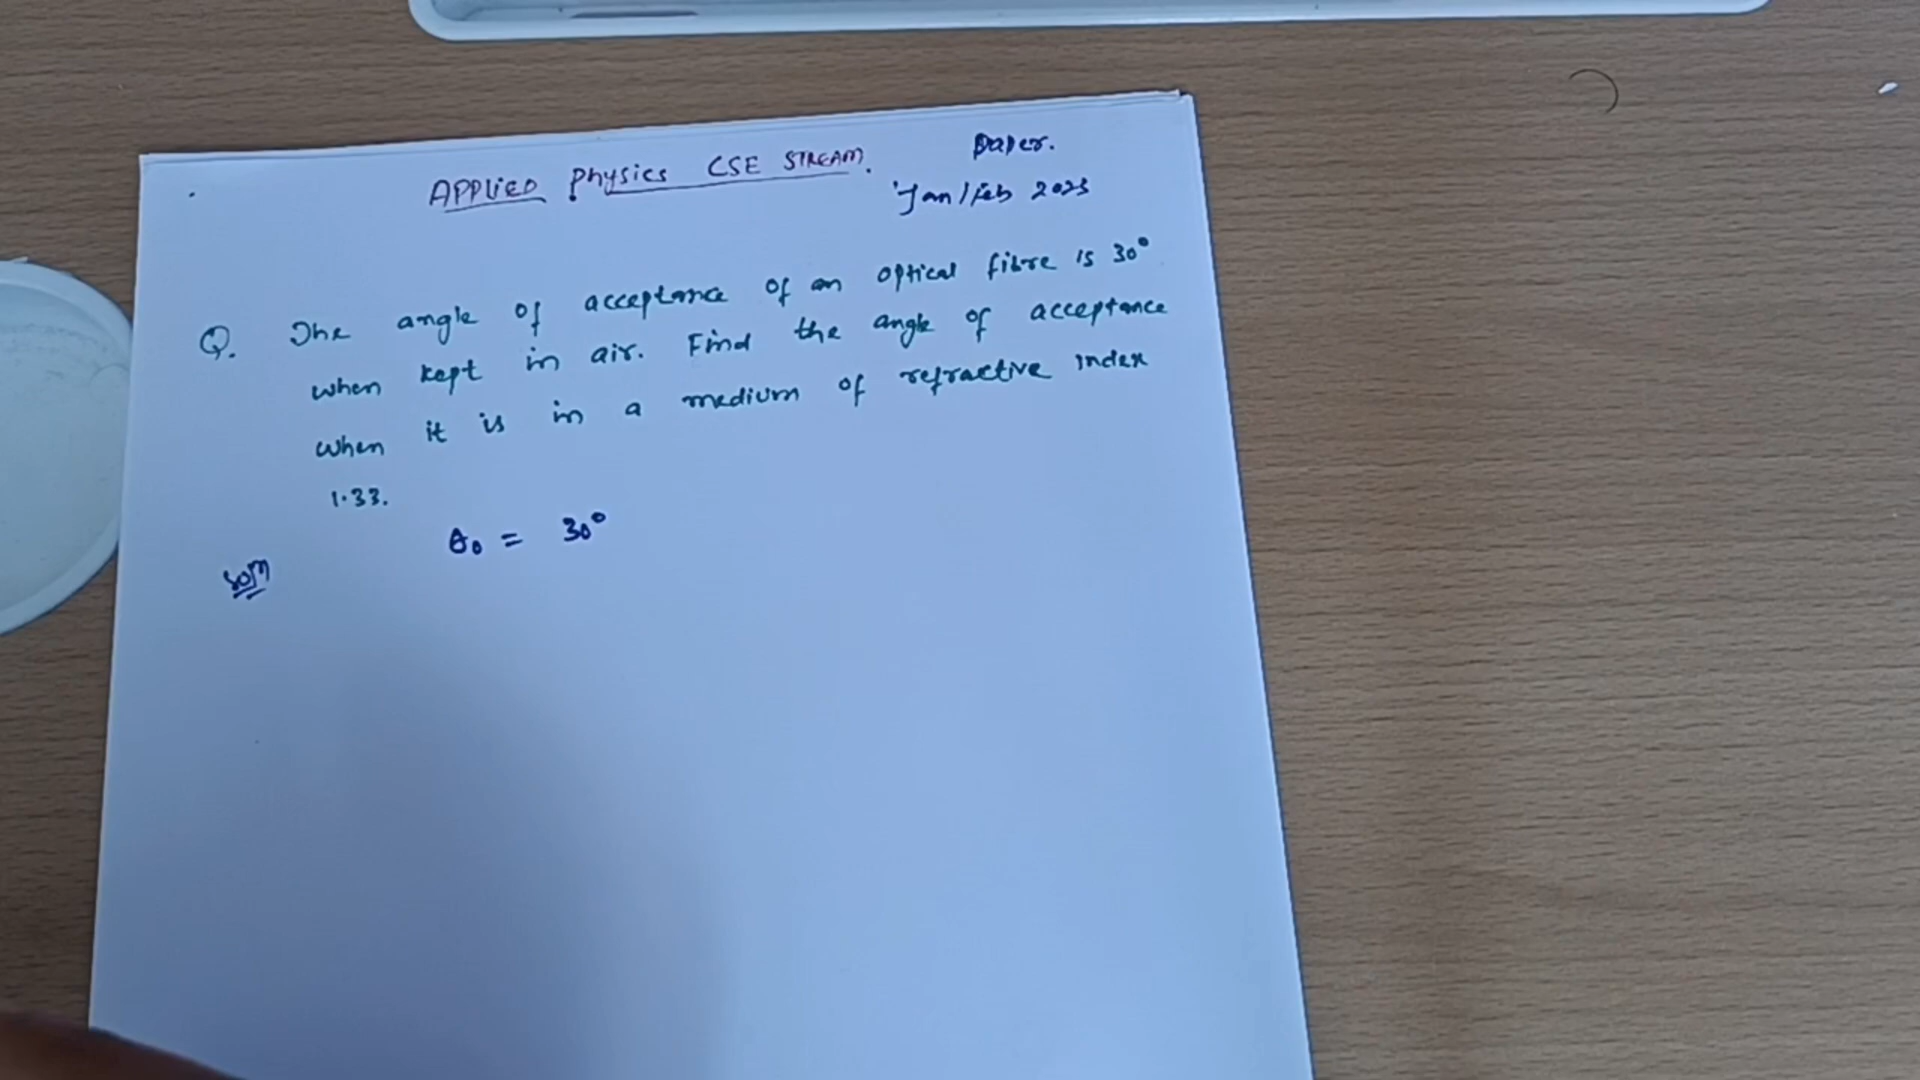 APPLIED Physics CSE STREAM.
Paper.
Jan/Feb 2023
Q. The angle of acceptance of an optical fibre is 30°
when kept in air. Find the angle of acceptance
when it is in a medium of refractive index
1.33.
θ₀ = 30°
Soln